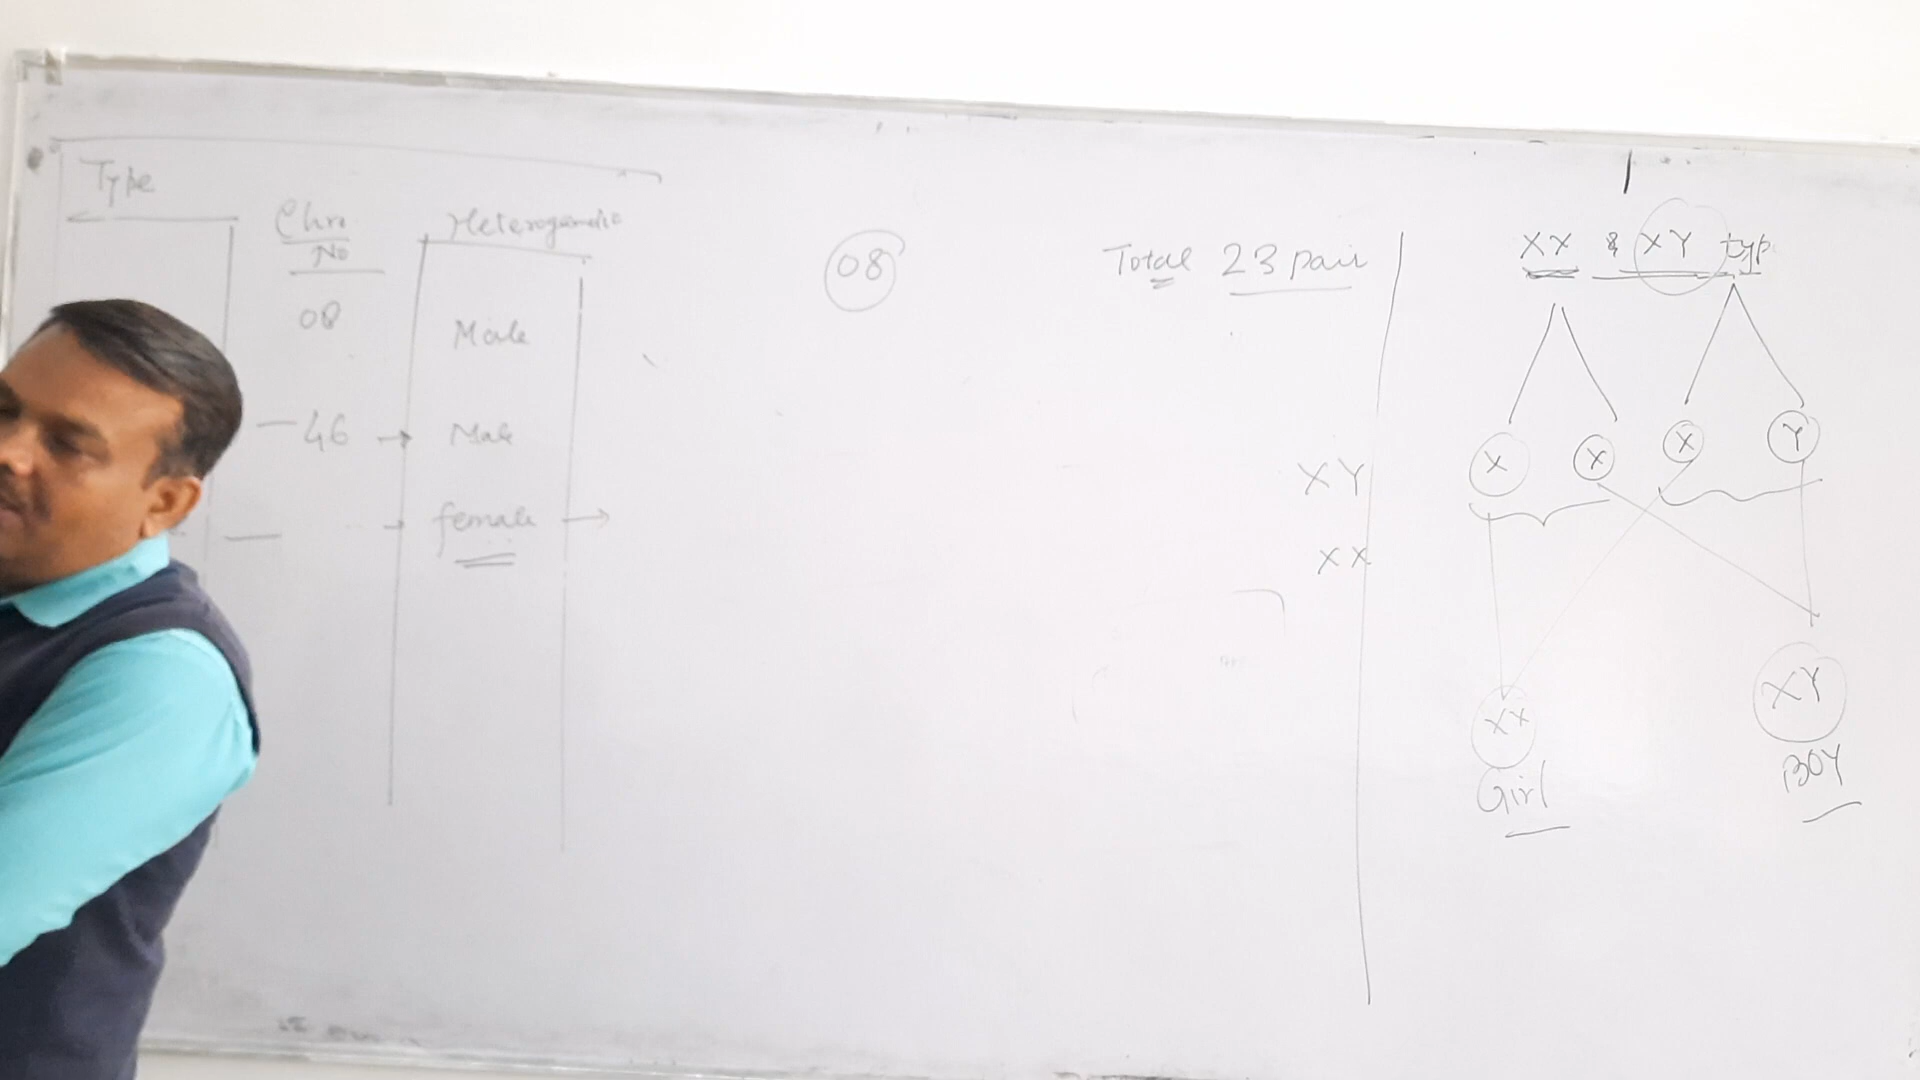 Type
Chro.
No
Heterogametic
08
Male
46 → Male
→ female →
08
Total 23 pair
XY
XX
XX & XY typ
X X X Y
XX
Girl
XY
BOY